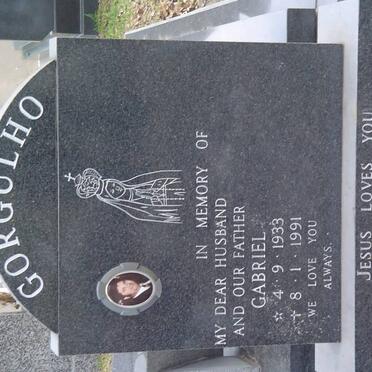 GORGULHO
IN MEMORY OF
MY DEAR HUSBAND
AND OUR FATHER
GABRIEL
☆ 4·9·1933
✝ 8·1·1991
WE LOVE YOU
ALWAYS.
JESUS LOVES YOU